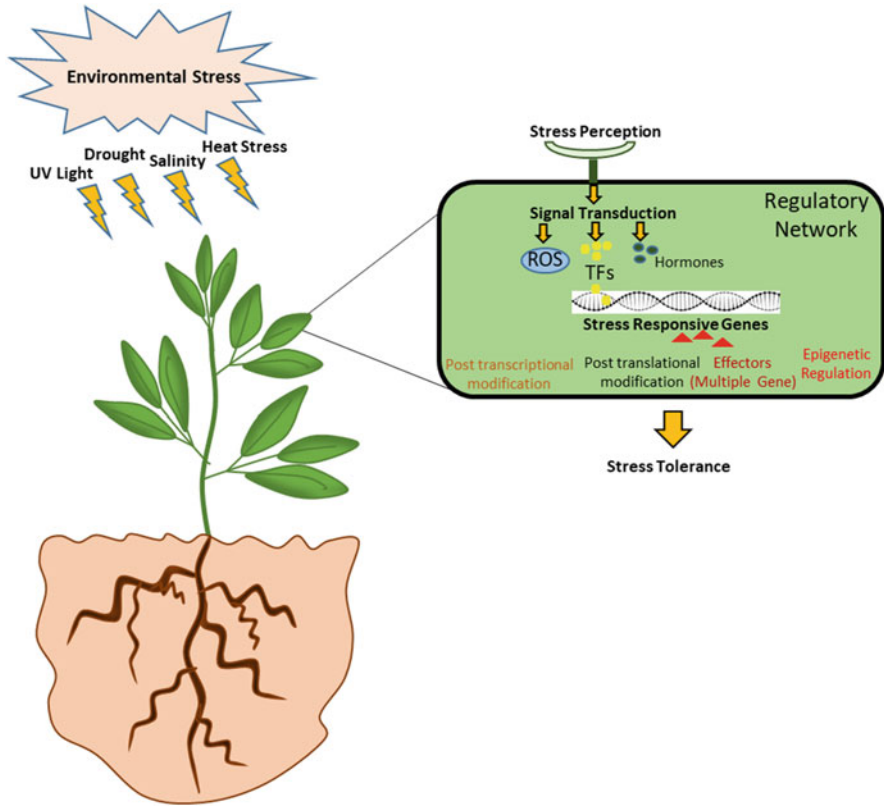 Environmental Stress
UV Light
Drought
Salinity
Heat Stress
Stress Perception
Regulatory
Network
Signal Transduction
ROS
TFs
Hormones
Stress Responsive Genes
Post transcriptional
modification
Post translational
modification
Effectors
(Multiple Gene)
Epigenetic
Regulation
Stress Tolerance